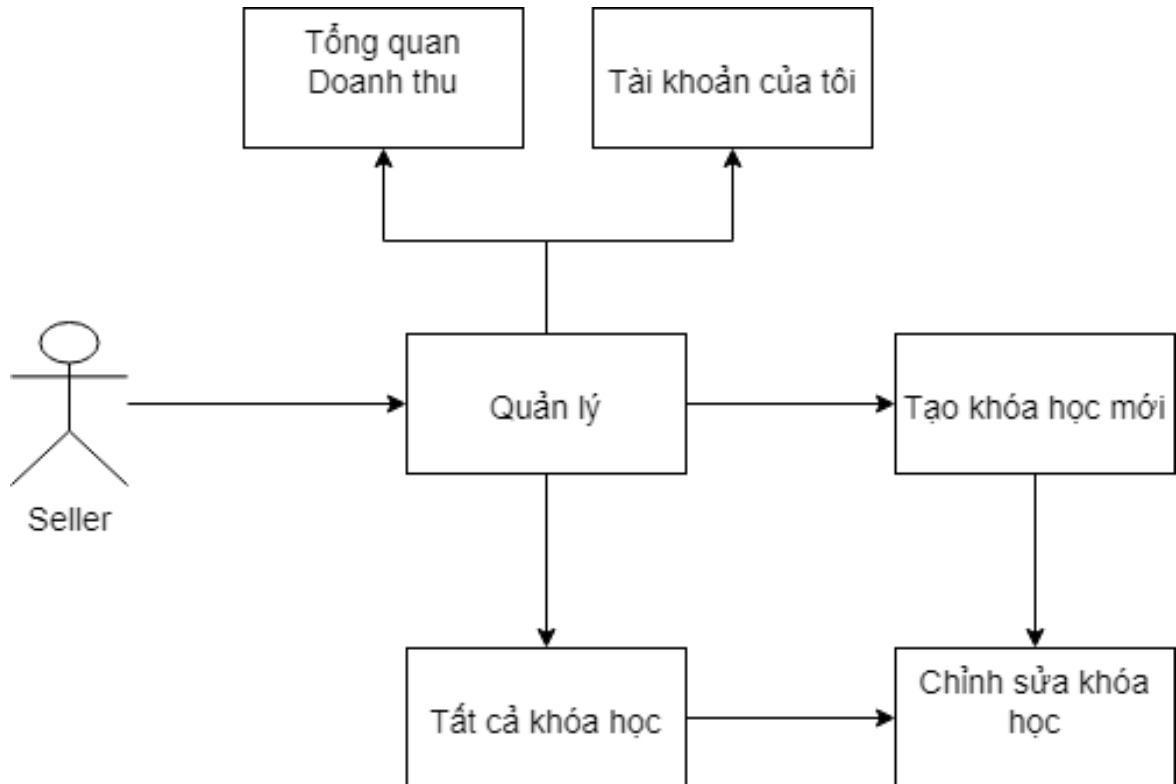 Tổng quan
Doanh thu
Tài khoản của tôi
Quản lý
Tạo khóa học mới
Seller
Tất cả khóa học
Chỉnh sửa khóa
học